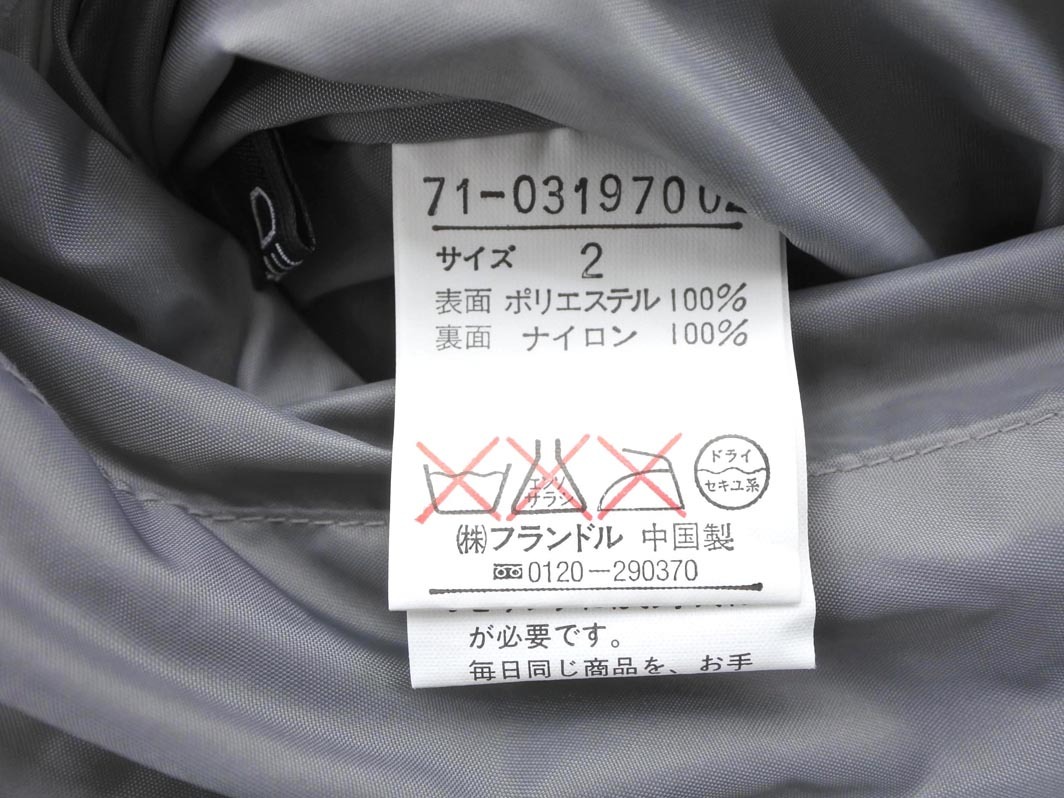 71-03197002
サイズ 2
表面 ポリエステル 100%
裏面 ナイロン 100%
エンソ
サラシ
ドライ
セキユ系
(株)フランドル 中国製
0120-290370
が必要です。
毎日同じ商品を、お手